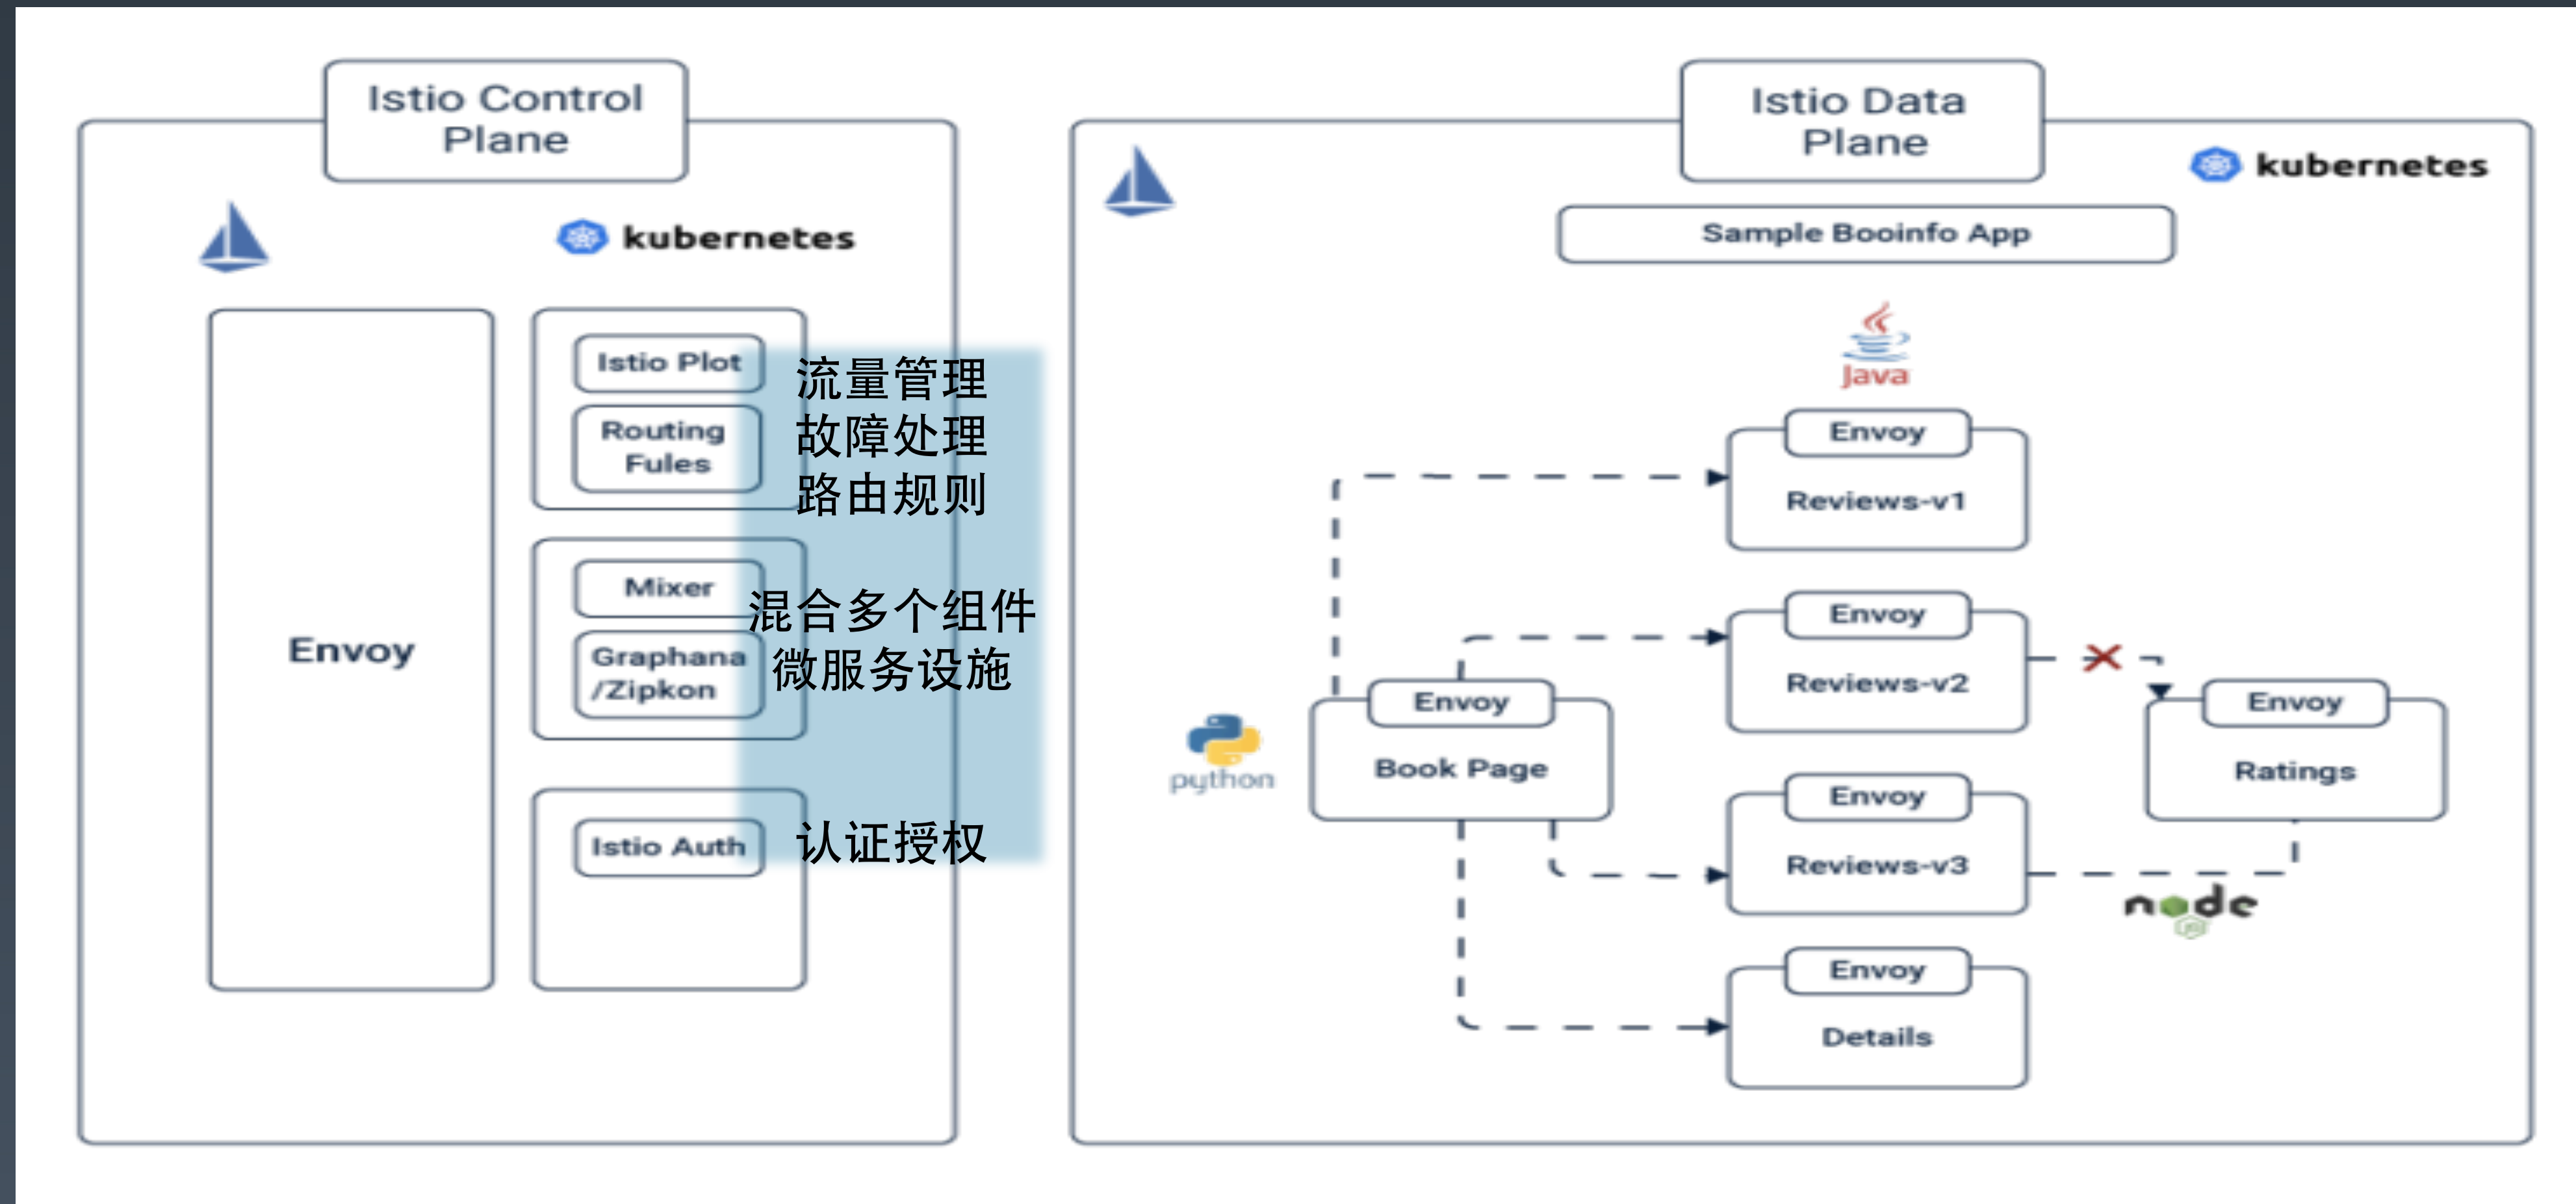 Istio Control
Plane
kubernetes
Envoy
Istio Plot
Routing
Fules
流量管理
故障处理
路由规则
Mixer
Graphana
/Zipkon
混合多个组件
微服务设施
Istio Auth
认证授权
Istio Data
Plane
kubernetes
Sample Booinfo App
Java
Envoy
Reviews-v1
Envoy
Reviews-v2
python
Envoy
Book Page
Envoy
Ratings
Envoy
Reviews-v3
node
JS
Envoy
Details